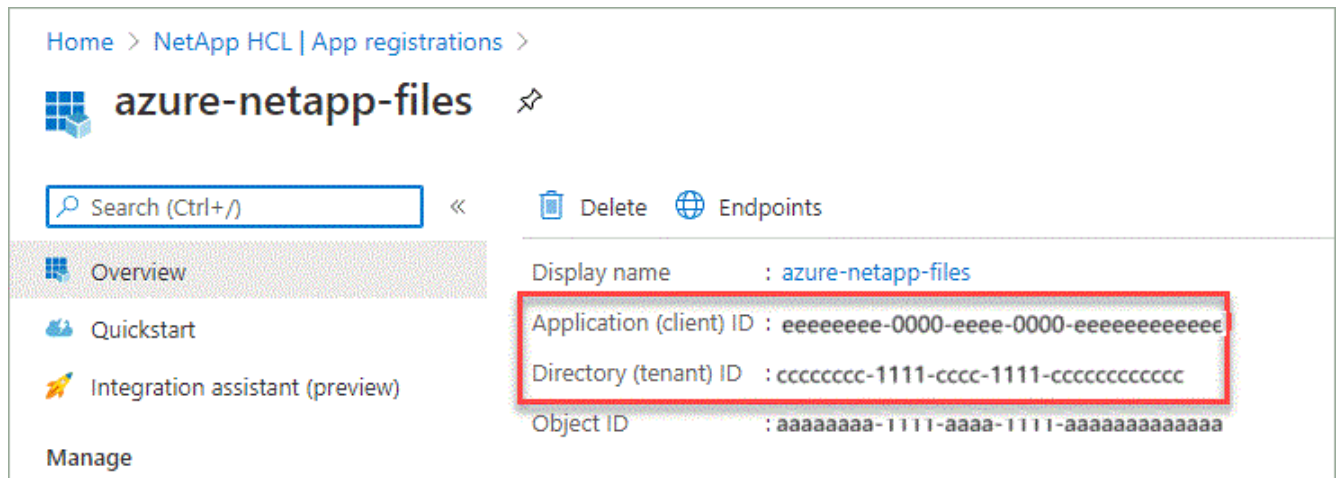 Home > NetApp HCL | App registrations >
azure-netapp-files
Search (Ctrl+/)
«
Delete
Endpoints
Overview
Quickstart
Integration assistant (preview)
Manage
Display name : azure-netapp-files
Application (client) ID : eeeeeeee-0000-eeee-0000-eeeeeeeeeeee
Directory (tenant) ID : cccccccc-1111-cccc-1111-cccccccccccc
Object ID : aaaaaaaa-1111-aaaa-1111-aaaaaaaaaaaaa